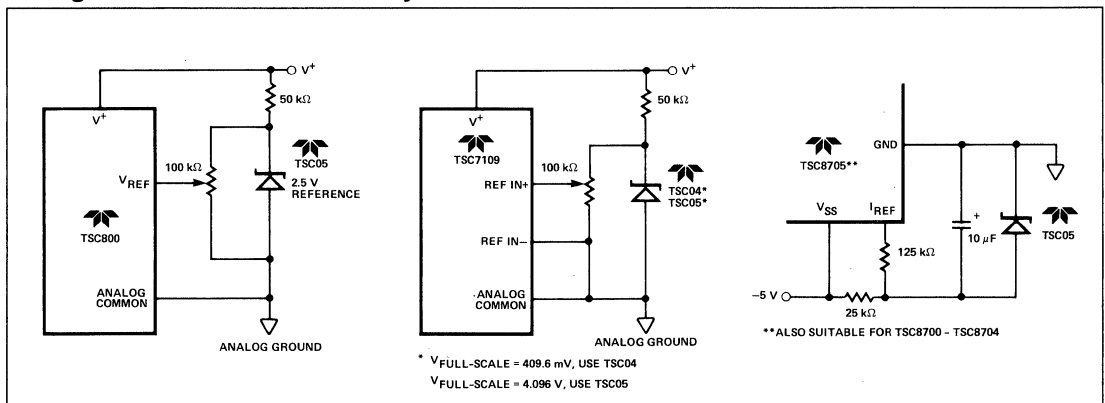 V+
50 kΩ
V+
100 kΩ
TSC05
2.5 V
REFERENCE
VREF
TSC800
ANALOG
COMMON
ANALOG GROUND
V+
50 kΩ
V+
TSC7109
100 kΩ
REF IN+
TSC04*
TSC05*
REF IN–
ANALOG
COMMON
ANALOG GROUND
* VFULL-SCALE = 409.6 mV, USE TSC04
VFULL-SCALE = 4.096 V, USE TSC05
GND
TSC8705**
VSS
IREF
+
10 µF
TSC05
125 kΩ
–5 V
25 kΩ
**ALSO SUITABLE FOR TSC8700 – TSC8704